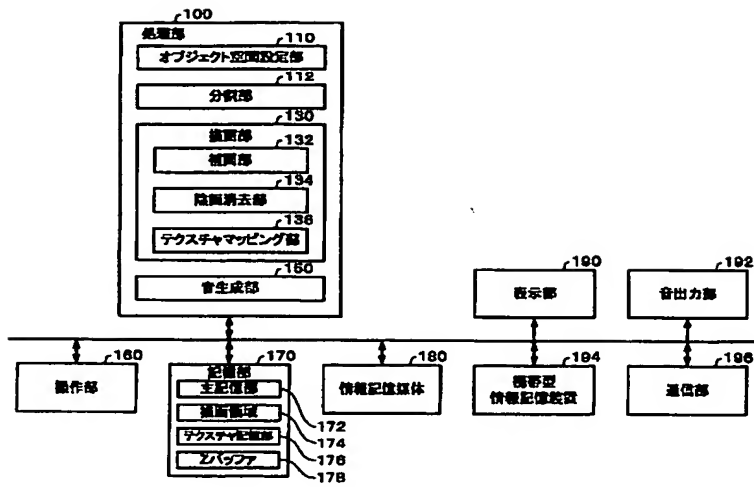 100
処理部
110
オブジェクト空間設定部
112
分割部
130
描画部
132
補間部
134
陰面消去部
136
テクスチャマッピング部
150
音生成部
190
表示部
192
音出力部
160
操作部
170
記憶部
主記憶部
172
描画領域
174
テクスチャ記憶部
176
Zバッファ
178
180
情報記憶媒体
194
携帯型
情報記憶装置
196
通信部